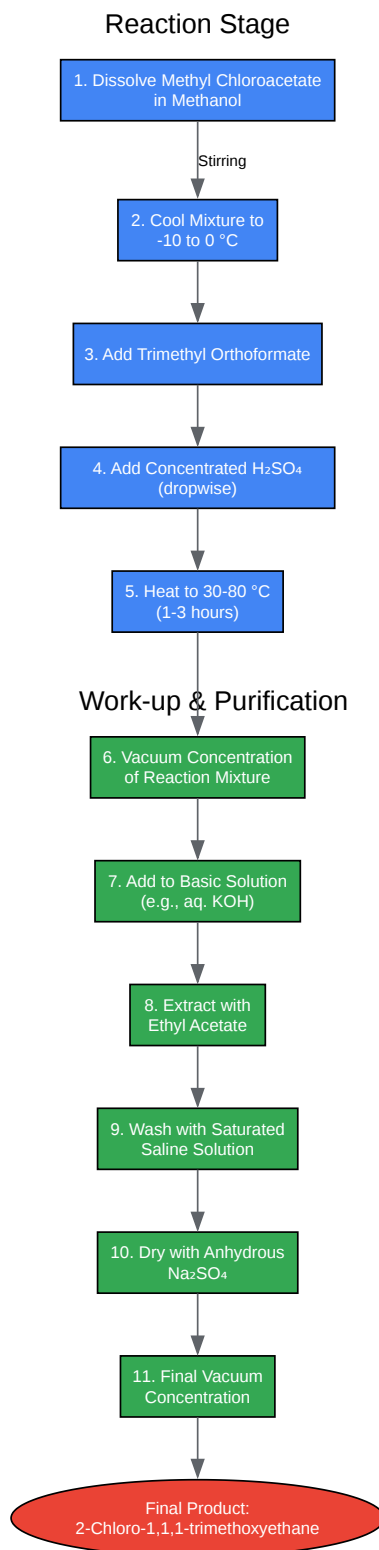 Reaction Stage
1. Dissolve Methyl Chloroacetate
in Methanol
Stirring
2. Cool Mixture to
-10 to 0 °C
3. Add Trimethyl Orthoformate
4. Add Concentrated H₂SO₄
(dropwise)
5. Heat to 30-80 °C
(1-3 hours)
Work-up & Purification
6. Vacuum Concentration
of Reaction Mixture
7. Add to Basic Solution
(e.g., aq. KOH)
8. Extract with
Ethyl Acetate
9. Wash with Saturated
Saline Solution
10. Dry with Anhydrous
Na₂SO₄
11. Final Vacuum
Concentration
Final Product:
2-Chloro-1,1,1-trimethoxyethane